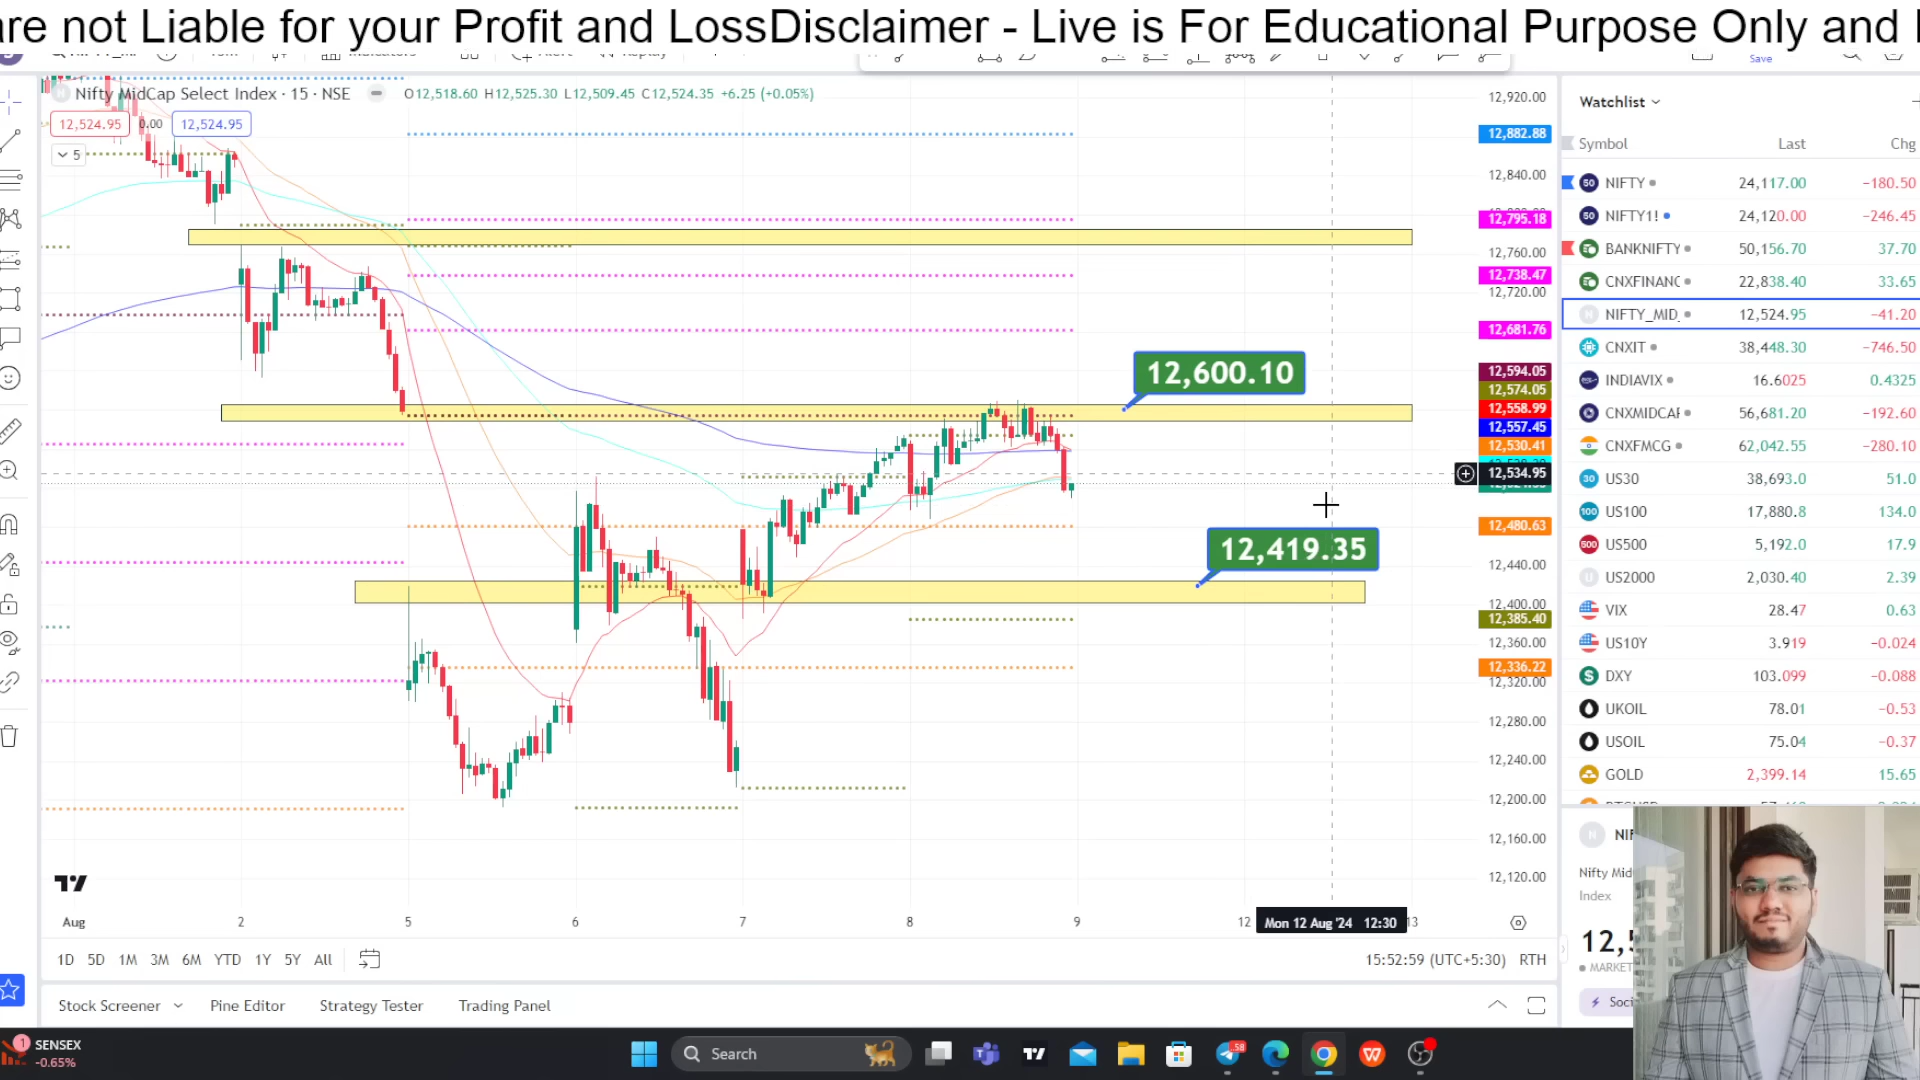 are not Liable for your Profit and LossDisclaimer - Live is For Educational Purpose Only and
Save
Nifty MidCap Select Index · 15 · NSE
O12,518.60 H12,525.30 L12,509.45 C12,524.35 +6.25 (+0.05%)
12,524.95 0.00 12,524.95
5
12,920.00
12,882.88
12,840.00
12,795.18
12,760.00
12,738.47
12,720.00
12,681.76
12,600.10
12,594.05
12,574.05
12,558.99
12,557.45
12,530.41
12,534.95
12,480.63
12,419.35
12,440.00
12,400.00
12,385.40
12,360.00
12,336.22
12,320.00
12,280.00
12,240.00
12,200.00
12,160.00
12,120.00
Aug 2 5 6 7 8 9 12 Mon 12 Aug '24 12:30 13
1D 5D 1M 3M 6M YTD 1Y 5Y All
15:52:59 (UTC+5:30) RTH
Stock Screener Pine Editor Strategy Tester Trading Panel
Watchlist
Symbol Last Chg
50 NIFTY 24,117.00 −180.50
50 NIFTY1! 24,120.00 −246.45
BANKNIFTY 50,156.70 37.70
CNXFINANC 22,838.40 33.65
NIFTY_MID_ 12,524.95 −41.20
CNXIT 38,448.30 −746.50
INDIAVIX 16.6025 0.4325
CNXMIDCAF 56,681.20 −192.60
CNXFMCG 62,042.55 −280.10
30 US30 38,693.0 51.0
100 US100 17,880.8 134.0
500 US500 5,192.0 17.9
US2000 2,030.40 2.39
VIX 28.47 0.63
US10Y 3.919 −0.024
DXY 103.099 −0.088
UKOIL 78.01 −0.53
USOIL 75.04 −0.37
GOLD 2,399.14 15.65
Nifty Mid
Index
MARKET
SENSEX
-0.65%
1
Search
58